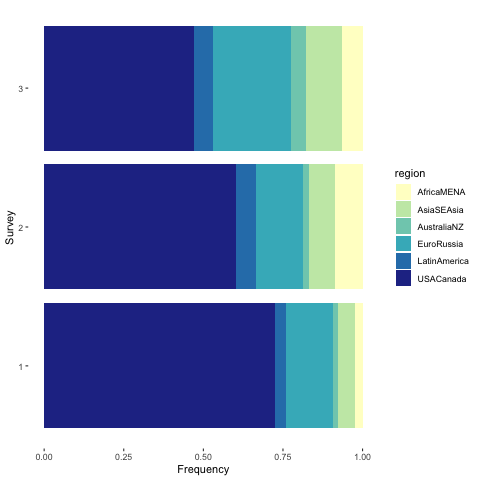 3
2
1
Survey
0.00 0.25 0.50 0.75 1.00
Frequency
region
AfricaMENA
AsiaSEAsia
AustraliaNZ
EuroRussia
LatinAmerica
USACanada